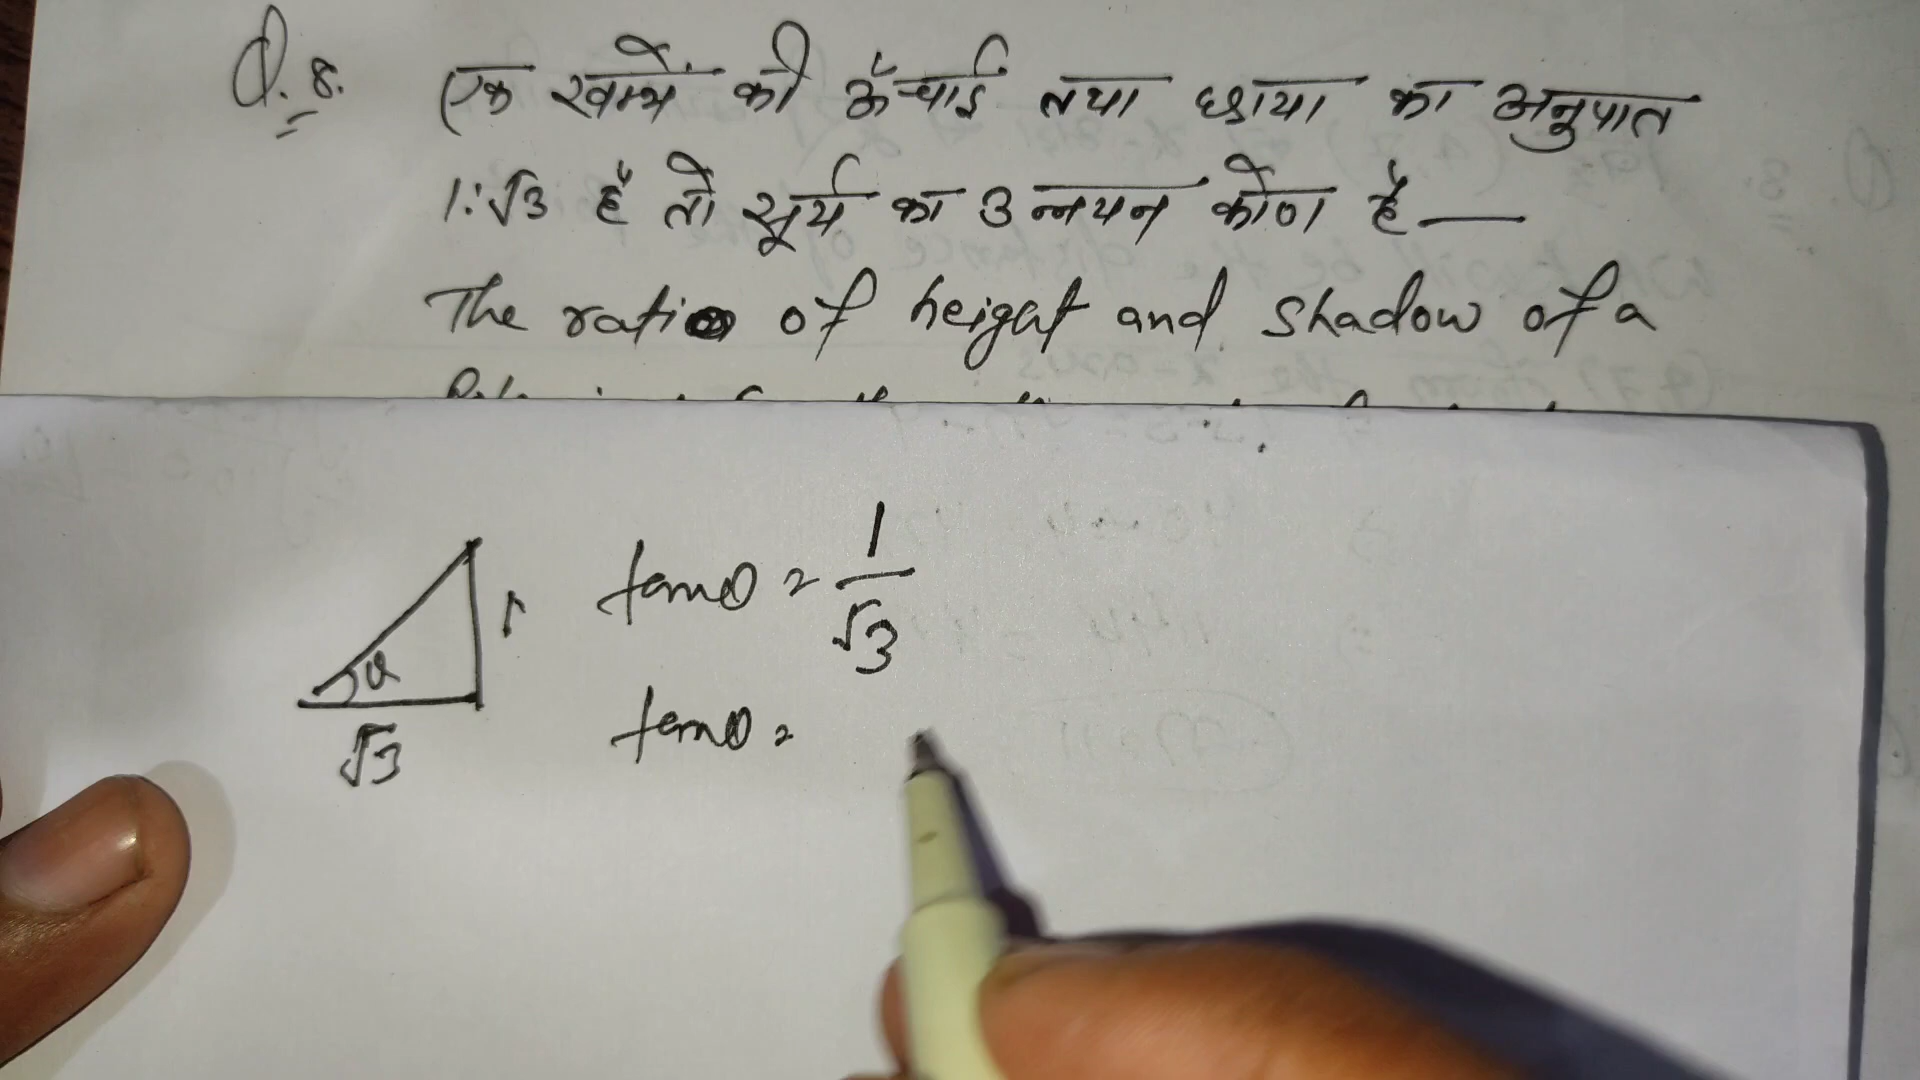 Q.8. एक खम्भे की ऊँचाई तथा छाया का अनुपात
1:√3 है तो सूर्य का उन्नयन कोण है —
The ratio of height and shadow of a
tanθ = 1/√3
1
θ
√3
tanθ =